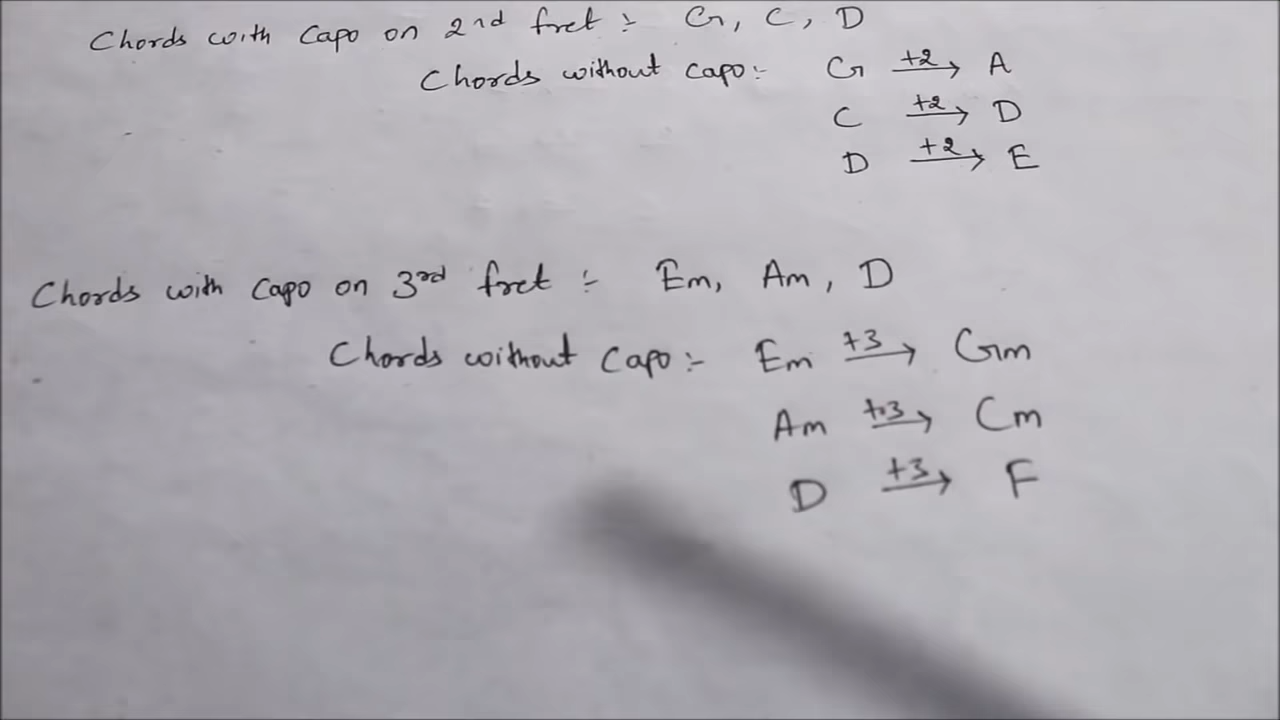 Chords with Capo on 2nd fret :- G, C, D
Chords without capo:- G +2→ A
C +2→ D
D +2→ E
Chords with Capo on 3rd fret :- Em, Am, D
Chords without Capo:- Em +3→ Gm
Am +3→ Cm
D +3→ F